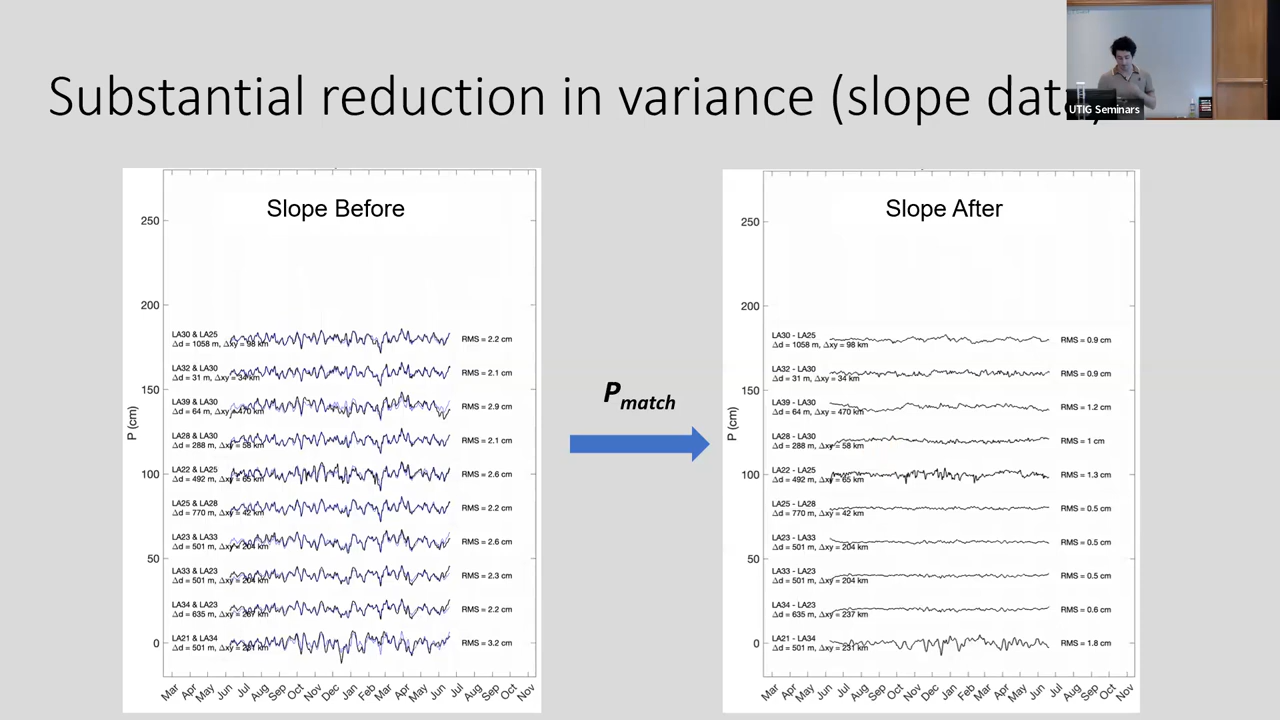 Substantial reduction in variance (slope data)
UTIG Seminars
Slope Before
250
200
150
100
50
0
P (cm)
LA30 & LA25
Δd = 1058 m, Δxy = 98 km
RMS = 2.2 cm
LA32 & LA30
Δd = 31 m, Δxy = 34 km
RMS = 2.1 cm
LA39 & LA30
Δd = 64 m, Δxy = 470 km
RMS = 2.9 cm
LA28 & LA30
Δd = 288 m, Δxy = 58 km
RMS = 2.1 cm
LA22 & LA25
Δd = 492 m, Δxy = 65 km
RMS = 2.6 cm
LA25 & LA28
Δd = 770 m, Δxy = 42 km
RMS = 2.2 cm
LA23 & LA33
Δd = 501 m, Δxy = 204 km
RMS = 2.6 cm
LA33 & LA23
Δd = 501 m, Δxy = 204 km
RMS = 2.3 cm
LA34 & LA23
Δd = 635 m, Δxy = 237 km
RMS = 2.2 cm
LA21 & LA34
Δd = 501 m, Δxy = 231 km
RMS = 3.2 cm
Mar Apr May Jun Jul Aug Sep Oct Nov Dec Jan Feb Mar Apr May Jun Jul Aug Sep Oct Nov
Pmatch
Slope After
250
200
150
100
50
0
P (cm)
LA30 - LA25
Δd = 1058 m, Δxy = 98 km
RMS = 0.9 cm
LA32 - LA30
Δd = 31 m, Δxy = 34 km
RMS = 0.9 cm
LA39 - LA30
Δd = 64 m, Δxy = 470 km
RMS = 1.2 cm
LA28 - LA30
Δd = 288 m, Δxy = 58 km
RMS = 1 cm
LA22 - LA25
Δd = 492 m, Δxy = 65 km
RMS = 1.3 cm
LA25 - LA28
Δd = 770 m, Δxy = 42 km
RMS = 0.5 cm
LA23 - LA33
Δd = 501 m, Δxy = 204 km
RMS = 0.5 cm
LA33 - LA23
Δd = 501 m, Δxy = 204 km
RMS = 0.5 cm
LA34 - LA23
Δd = 635 m, Δxy = 237 km
RMS = 0.6 cm
LA21 - LA34
Δd = 501 m, Δxy = 231 km
RMS = 1.8 cm
Mar Apr May Jun Jul Aug Sep Oct Nov Dec Jan Feb Mar Apr May Jun Jul Aug Sep Oct Nov